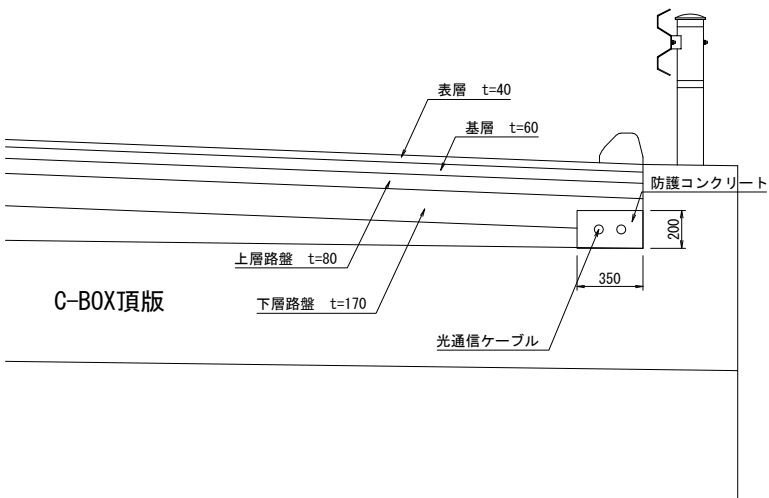 表層 t=40
基層 t=60
防護コンクリート
200
上層路盤 t=80
350
C-BOX頂版
下層路盤 t=170
光通信ケーブル